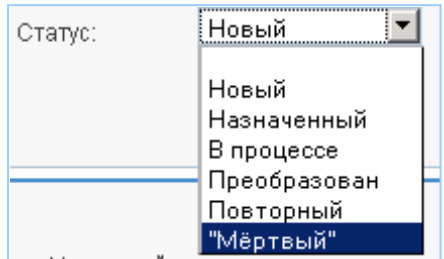 Статус: Новый
Новый
Назначенный
В процессе
Преобразован
Повторный
"Мёртвый"